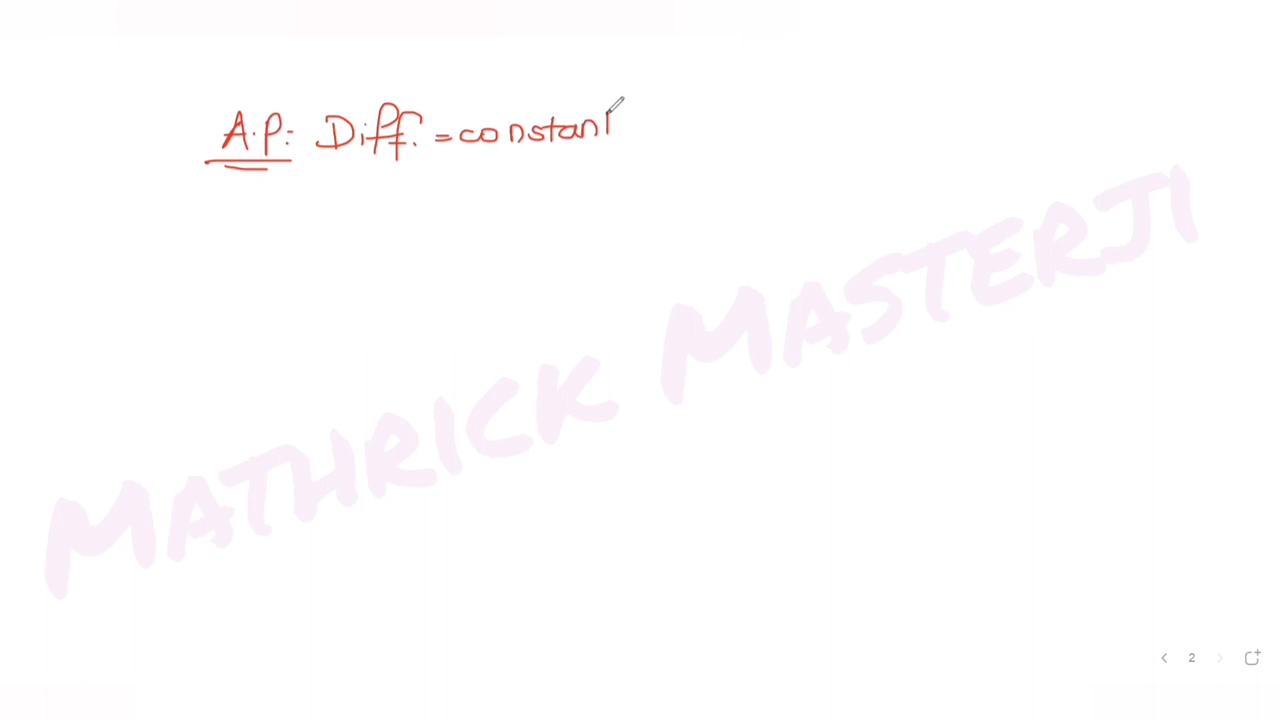 A.P: Diff. = constant
MATHRICK MASTERJI
2